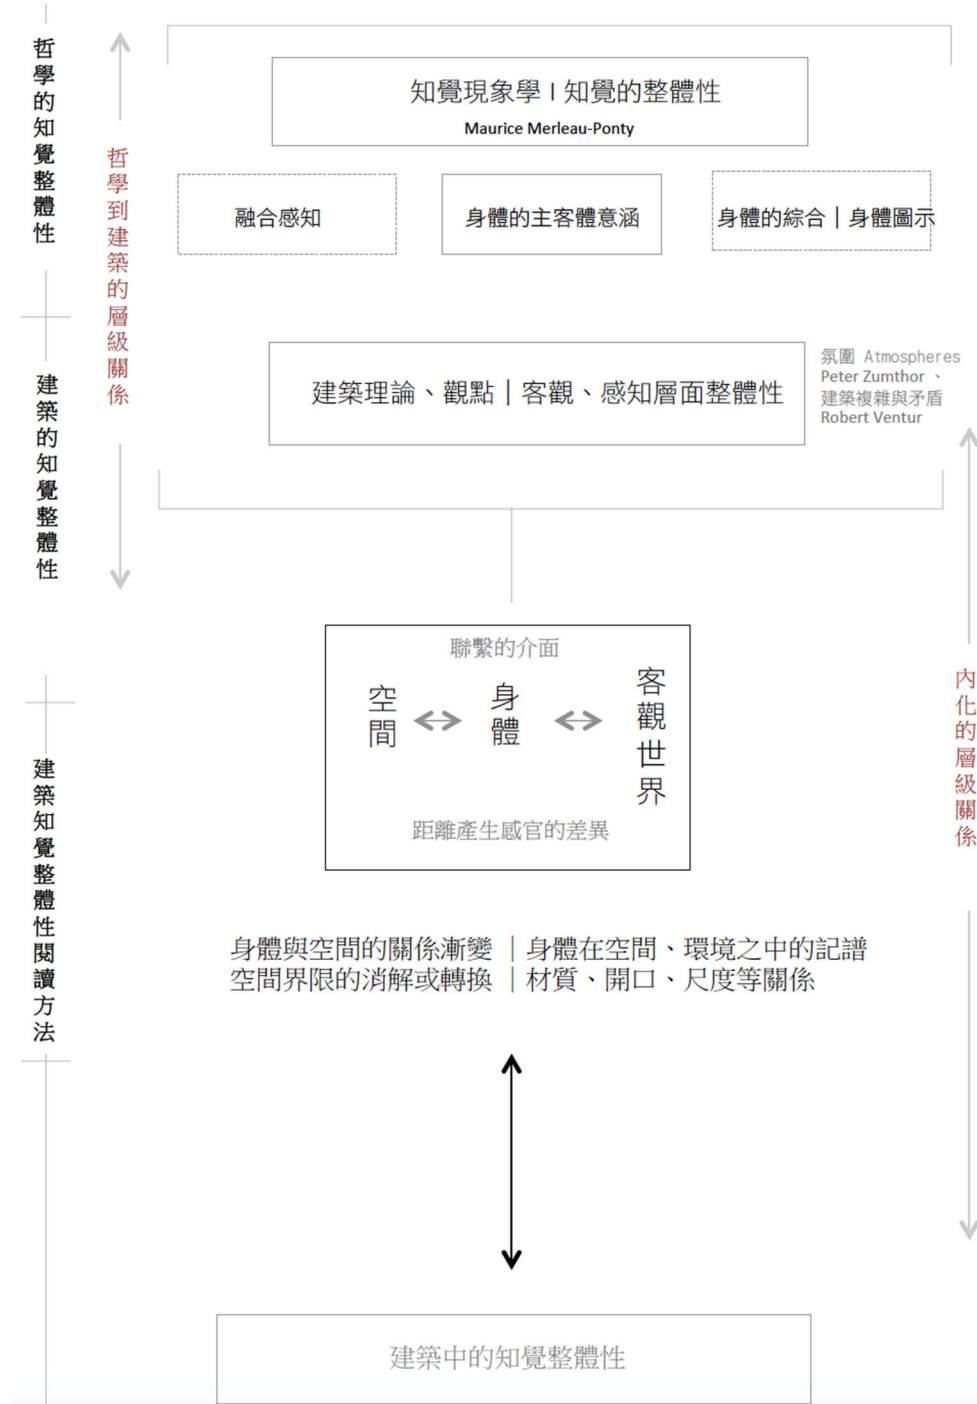 哲學的知覺整體性
哲學到建築的層級關係
知覺現象學 | 知覺的整體性
Maurice Merleau-Ponty
融合感知
身體的主客體意涵
身體的綜合｜身體圖示
建築的知覺整體性
建築理論、觀點｜客觀、感知層面整體性
氛圍 Atmospheres
Peter Zumthor 、
建築複雜與矛盾
Robert Ventur
聯繫的介面
空間
身體
客觀世界
距離產生感官的差異
內化的層級關係
建築知覺整體性閱讀方法
身體與空間的關係漸變｜身體在空間、環境之中的記譜
空間界限的消解或轉換｜材質、開口、尺度等關係
建築中的知覺整體性